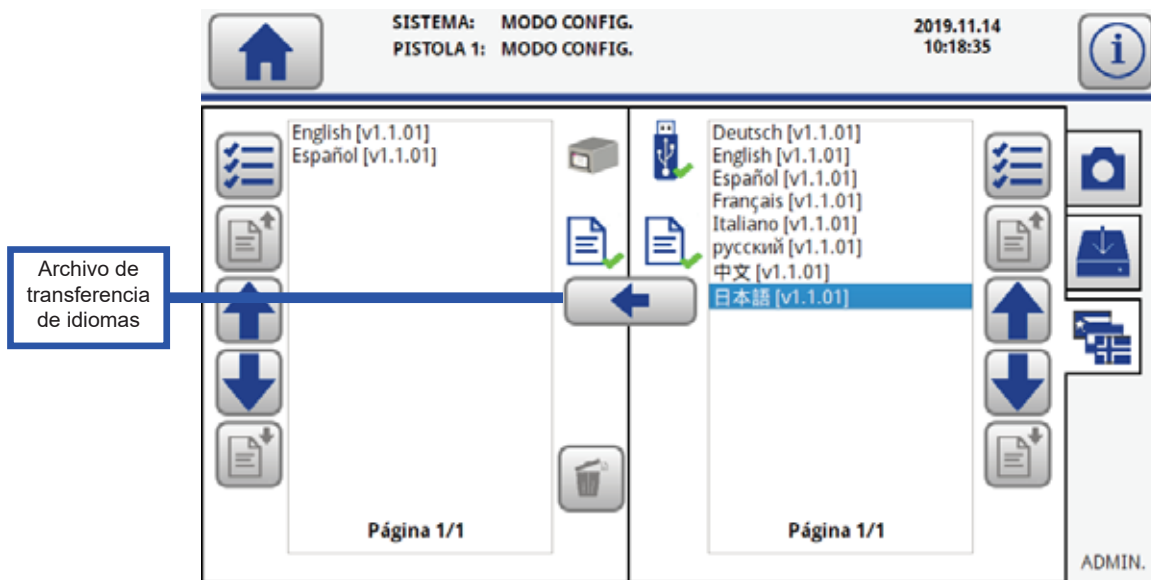 SISTEMA: MODO CONFIG.
PISTOLA 1: MODO CONFIG.
2019.11.14
10:18:35
English [v1.1.01]
Español [v1.1.01]
Página 1/1
Deutsch [v1.1.01]
English [v1.1.01]
Español [v1.1.01]
Français [v1.1.01]
Italiano [v1.1.01]
русский [v1.1.01]
中文 [v1.1.01]
日本語 [v1.1.01]
Página 1/1
Archivo de
transferencia
de idiomas
ADMIN.